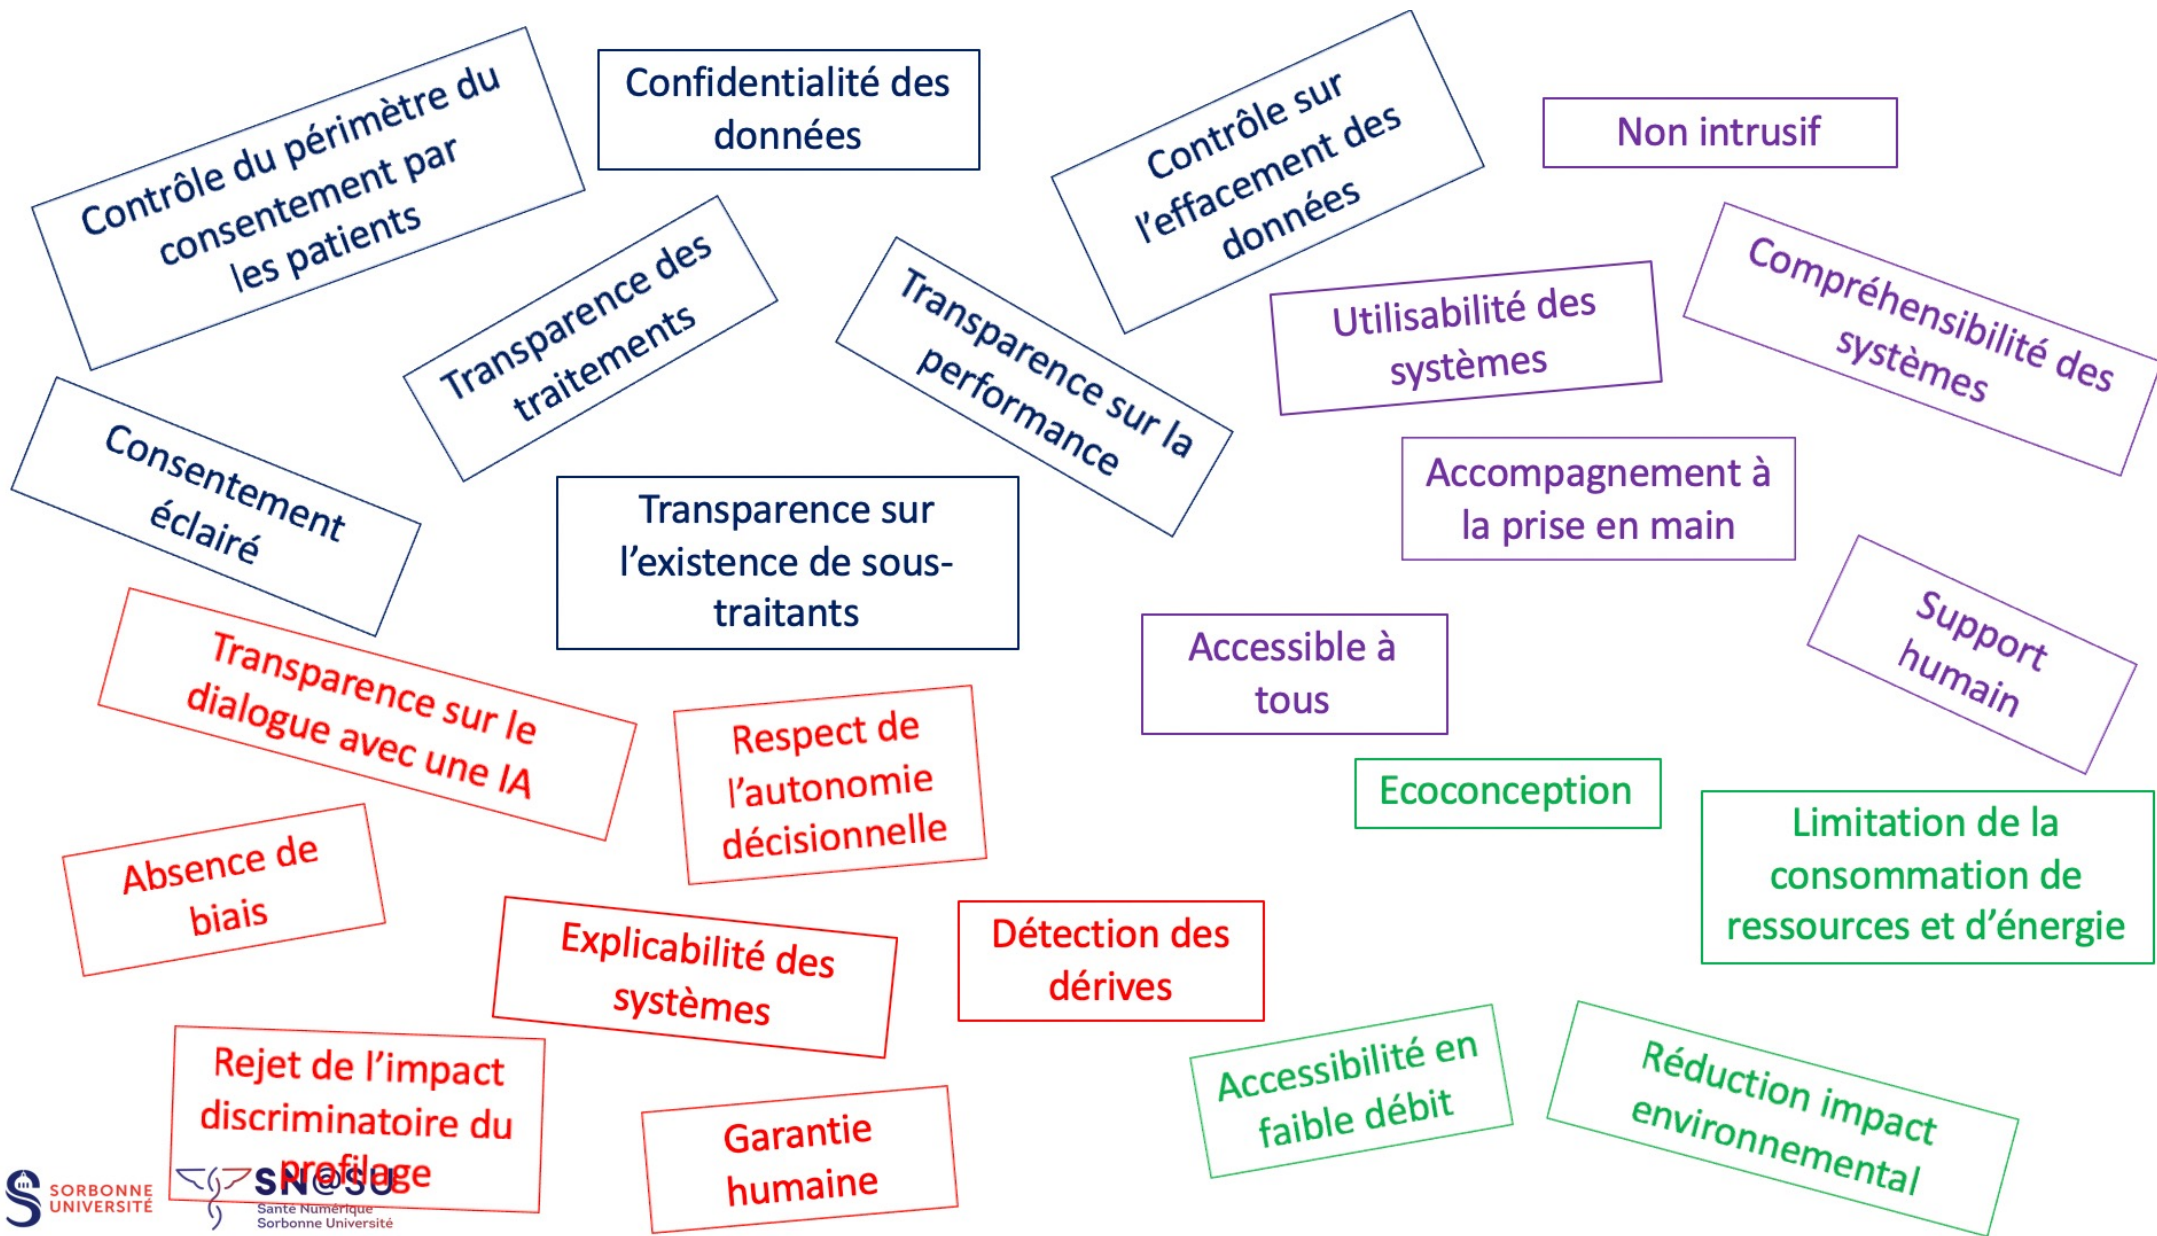 Contrôle du périmètre du
consentement par
les patients
Confidentialité des
données
Contrôle sur
l'effacement des
données
Non intrusif
Transparence des
traitements
Transparence sur la
performance
Utilisabilité des
systèmes
Compréhensibilité des
systèmes
Consentement
éclairé
Transparence sur
l'existence de sous-
traitants
Accompagnement à
la prise en main
Support
humain
Accessible à
tous
Transparence sur le
dialogue avec une IA
Respect de
l'autonomie
décisionnelle
Ecoconception
Limitation de la
consommation de
ressources et d'énergie
Absence de
biais
Explicabilité des
systèmes
Détection des
dérives
Rejet de l'impact
discriminatoire du
profilage
Garantie
humaine
Accessibilité en
faible débit
Réduction impact
environnemental
SORBONNE
UNIVERSITÉ
SN@SU
Santé Numérique
Sorbonne Université